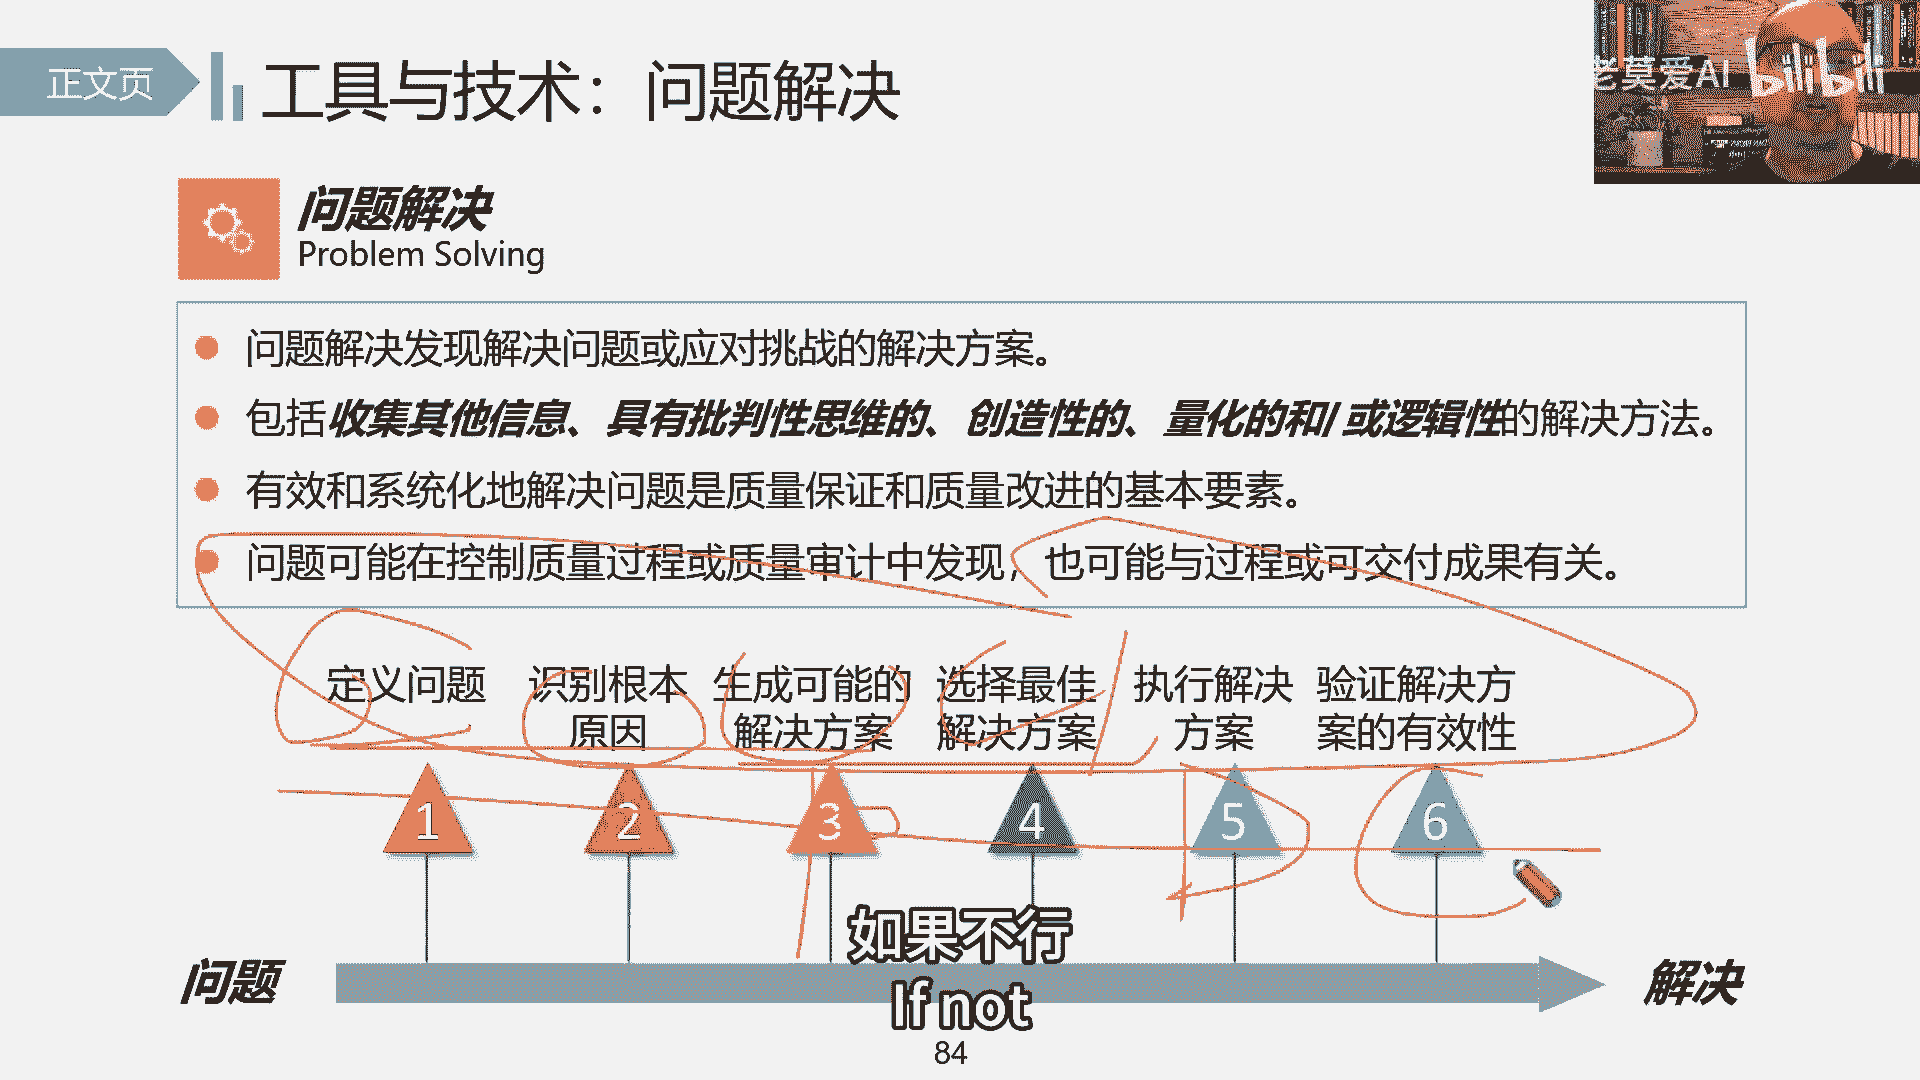 正文页
工具与技术：问题解决
老莫爱AI
bilibili
问题解决
Problem Solving
问题解决发现解决问题或应对挑战的解决方案。
包括收集其他信息、具有批判性思维的、创造性的、量化的和/或逻辑性的解决方法。
有效和系统化地解决问题是质量保证和质量改进的基本要素。
问题可能在控制质量过程或质量审计中发现，也可能与过程或可交付成果有关。
定义问题
识别根本
原因
生成可能的
解决方案
选择最佳
解决方案
执行解决
方案
验证解决方
案的有效性
1
2
3
4
5
6
问题
解决
如果不行
If not
84